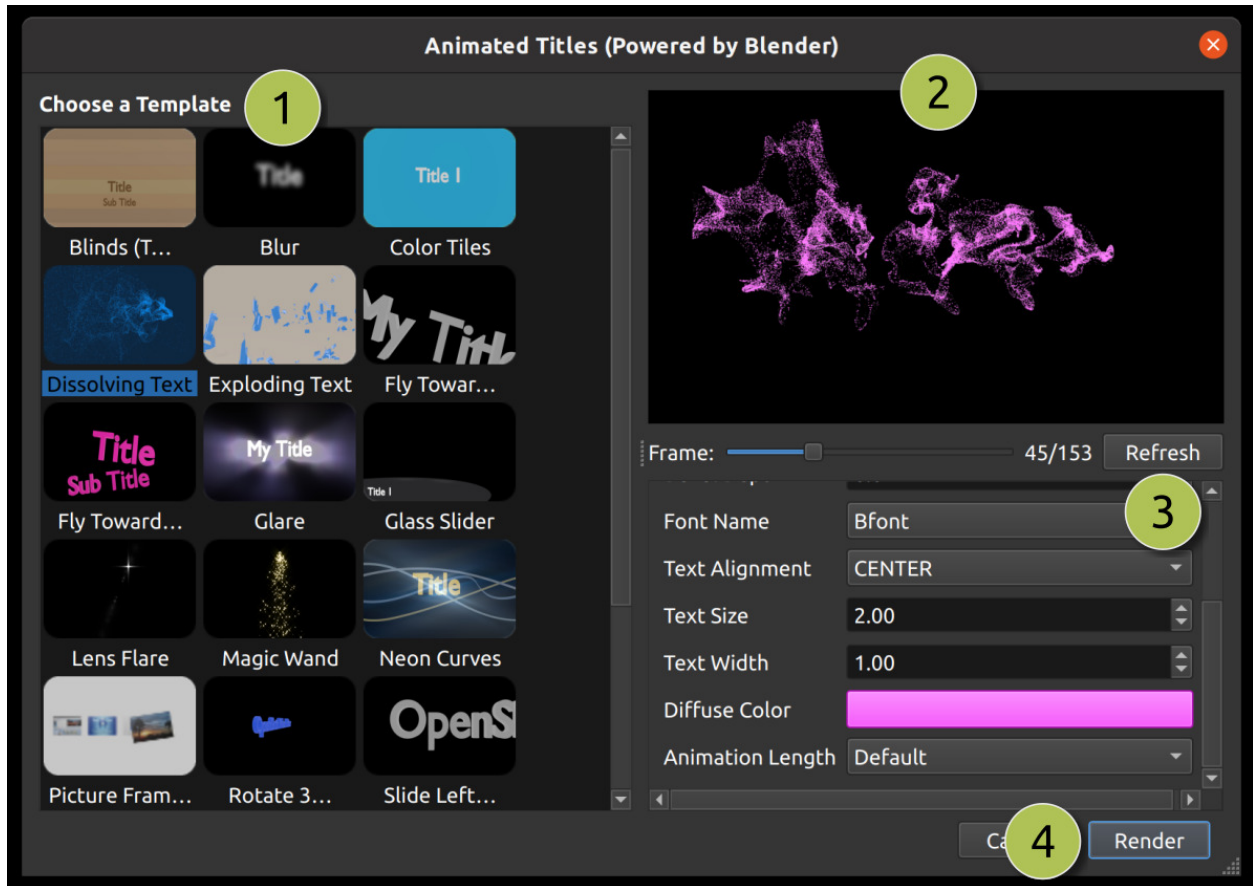 Animated Titles (Powered by Blender)
Choose a Template
1
2
Title
Sub Title
Title
Title I
Blinds (T...
Blur
Color Tiles
My Titl
Dissolving Text
Exploding Text
Fly Towar...
Title
Sub Title
My Title
Title I
Fly Toward...
Glare
Glass Slider
Title
Lens Flare
Magic Wand
Neon Curves
OpenS
Picture Fram...
Rotate 3...
Slide Left...
Frame:
45/153
Refresh
3
Font Name
Bfont
Text Alignment
CENTER
Text Size
2.00
Text Width
1.00
Diffuse Color
Animation Length
Default
Ca
4
Render